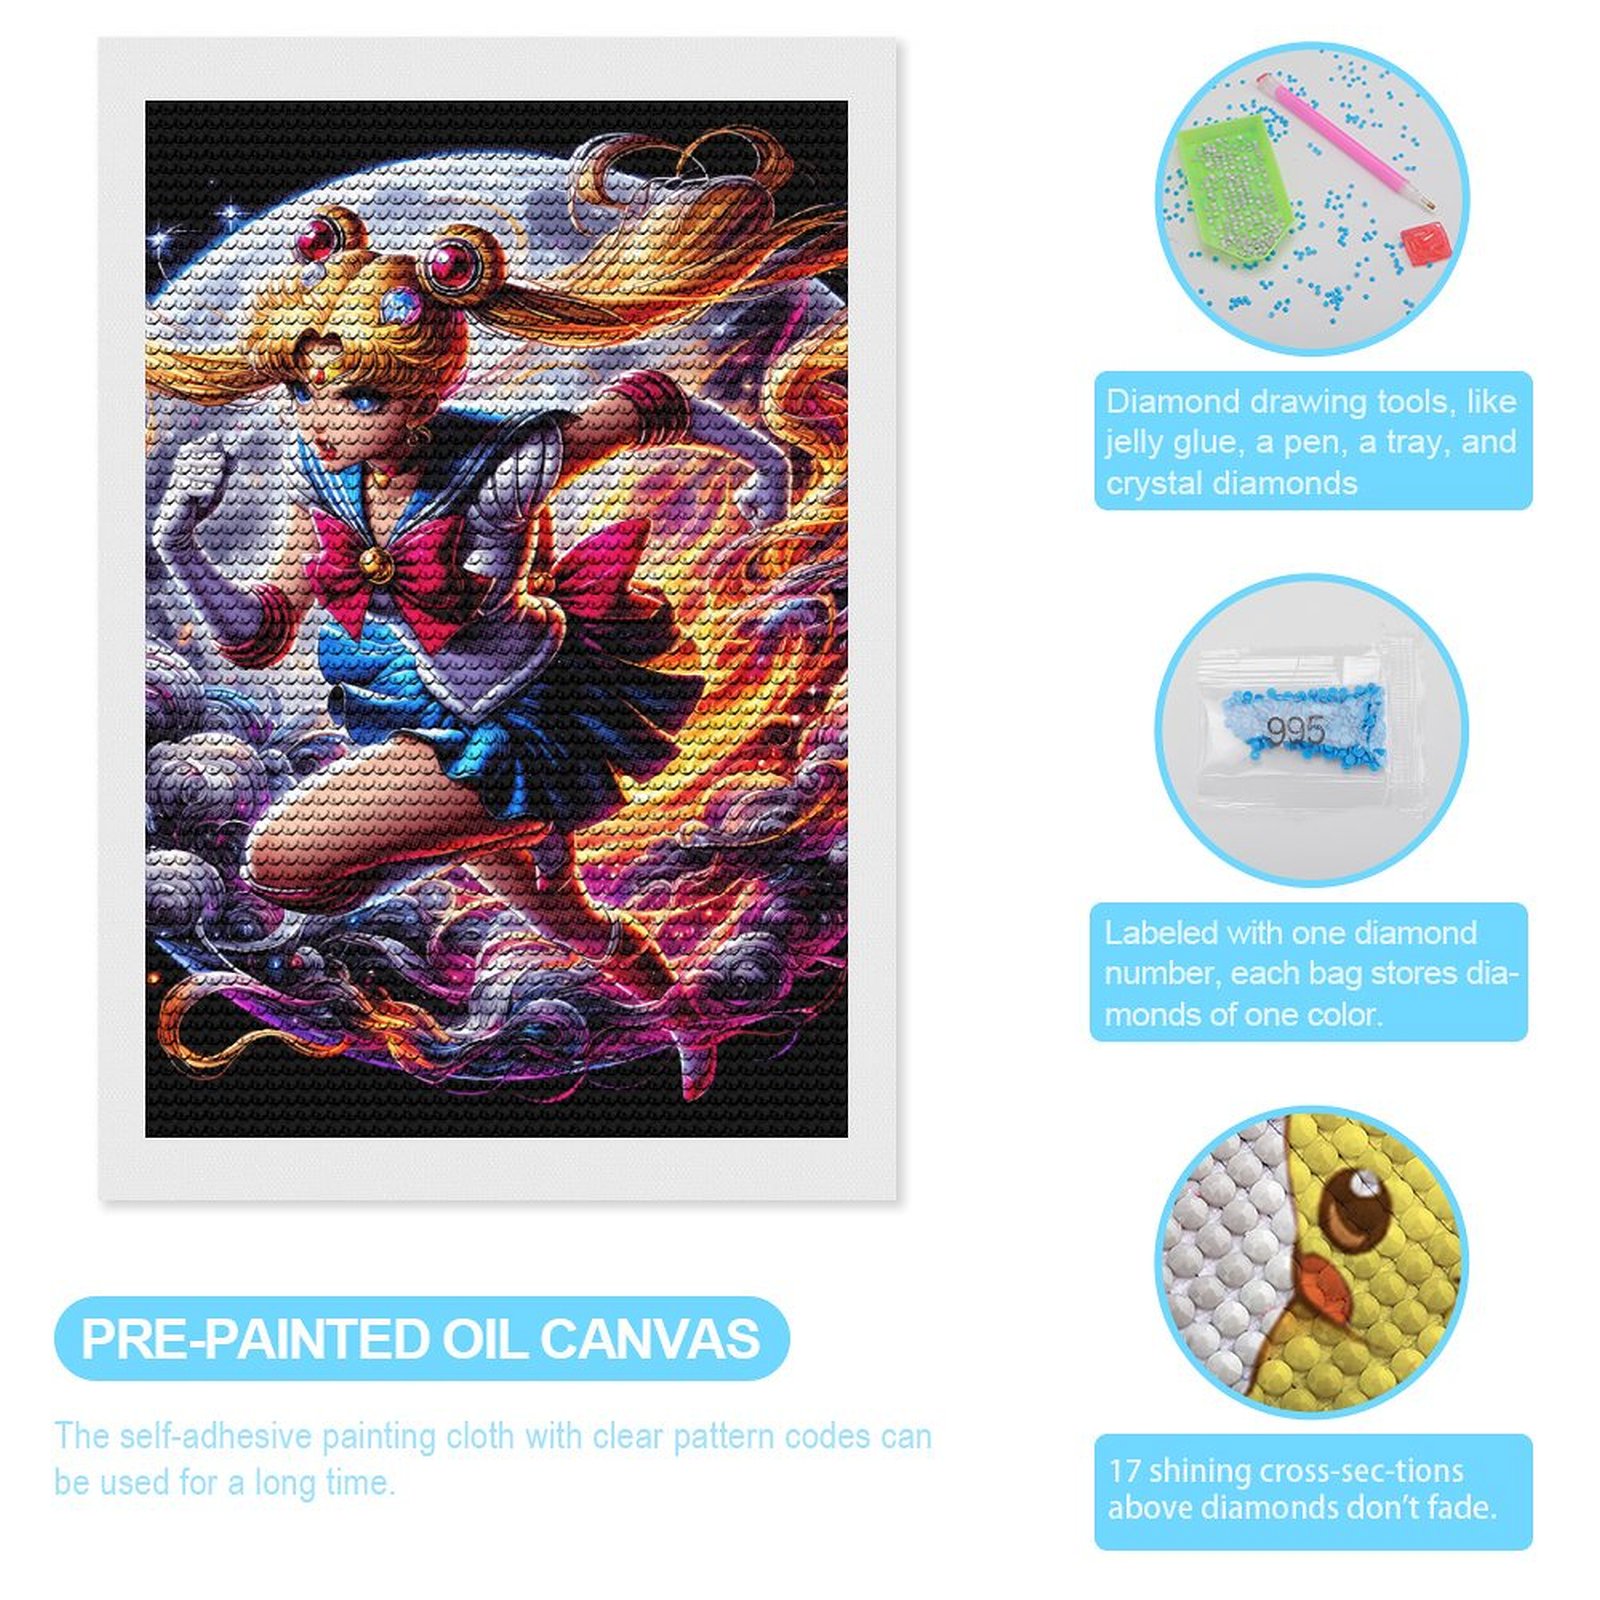 Diamond drawing tools, like
jelly glue, a pen, a tray, and
crystal diamonds
995
Labeled with one diamond
number, each bag stores dia-
monds of one color.
17 shining cross-sec-tions
above diamonds don't fade.
PRE-PAINTED OIL CANVAS
The self-adhesive painting cloth with clear pattern codes can
be used for a long time.